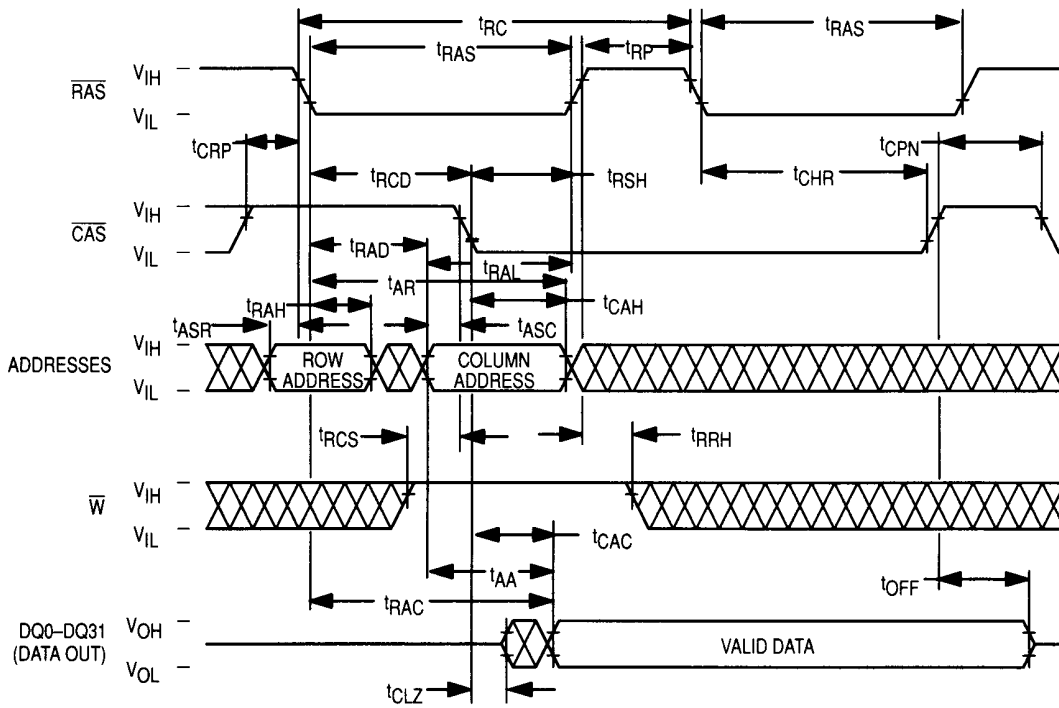 tRC
tRAS
tRP
tRAS
RAS
VIH
VIL
tCRP
tRCD
tRSH
tCHR
tCPN
CAS
VIH
VIL
tRAD
tRAL
tAR
tRAH
tCAH
tASR
tASC
ADDRESSES
VIH
VIL
ROW
ADDRESS
COLUMN
ADDRESS
tRCS
tRRH
W
VIH
VIL
tCAC
tAA
tOFF
tRAC
DQ0–DQ31
(DATA OUT)
VOH
VOL
VALID DATA
tCLZ